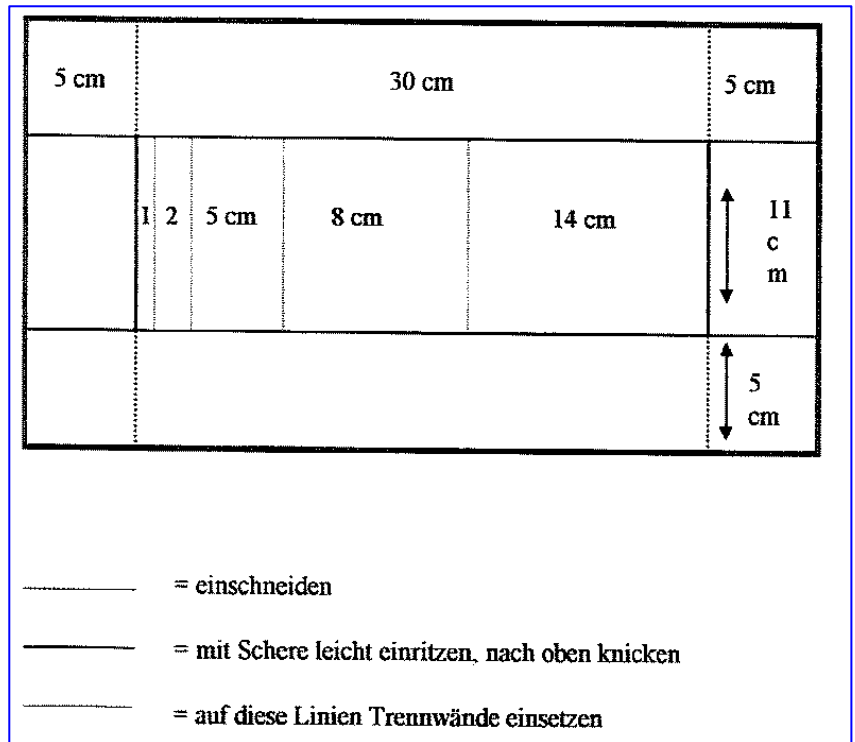 5 cm 30 cm 5 cm
1 2 5 cm 8 cm 14 cm 11
c
m
5
cm
= einschneiden
= mit Schere leicht einritzen, nach oben knicken
= auf diese Linien Trennwände einsetzen